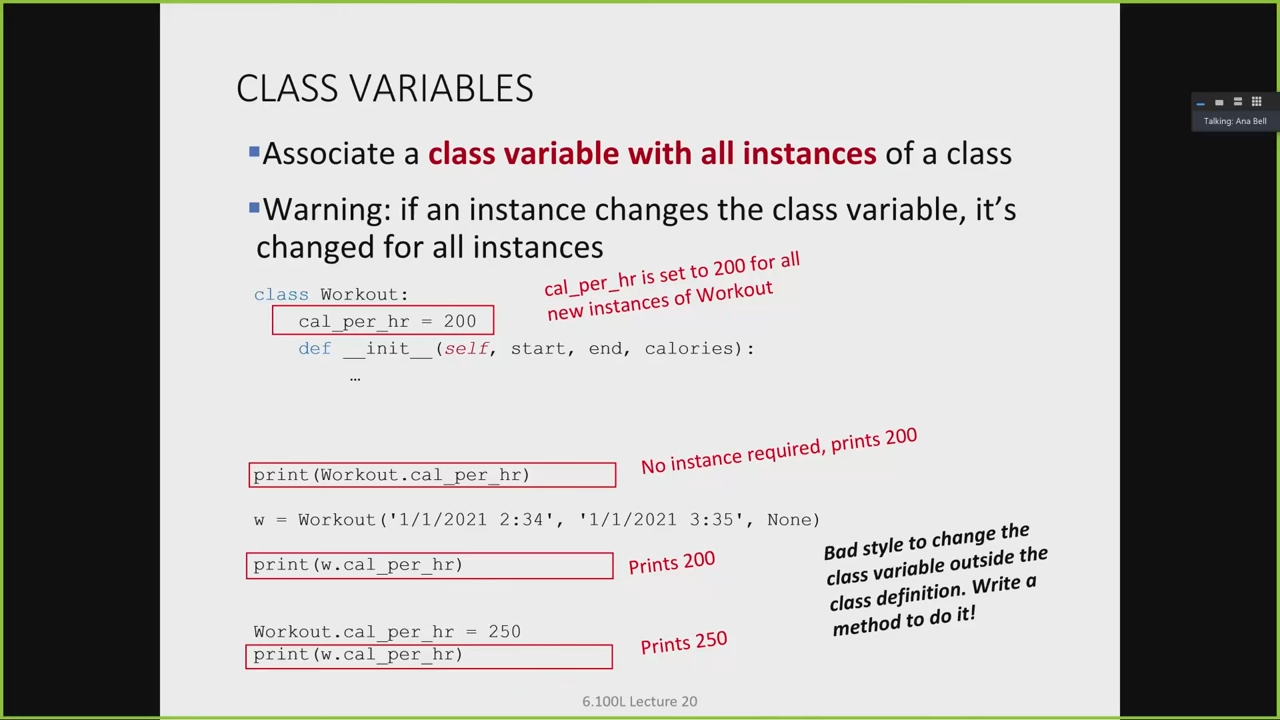 CLASS VARIABLES
Talking: Ana Bell
▪Associate a class variable with all instances of a class
▪Warning: if an instance changes the class variable, it’s
changed for all instances
cal_per_hr is set to 200 for all
new instances of Workout
class Workout:
cal_per_hr = 200
def __init__(self, start, end, calories):
…
No instance required, prints 200
print(Workout.cal_per_hr)
w = Workout('1/1/2021 2:34', '1/1/2021 3:35', None)
print(w.cal_per_hr)
Prints 200
Bad style to change the
class variable outside the
class definition. Write a
method to do it!
Workout.cal_per_hr = 250
print(w.cal_per_hr)
Prints 250
6.100L Lecture 20